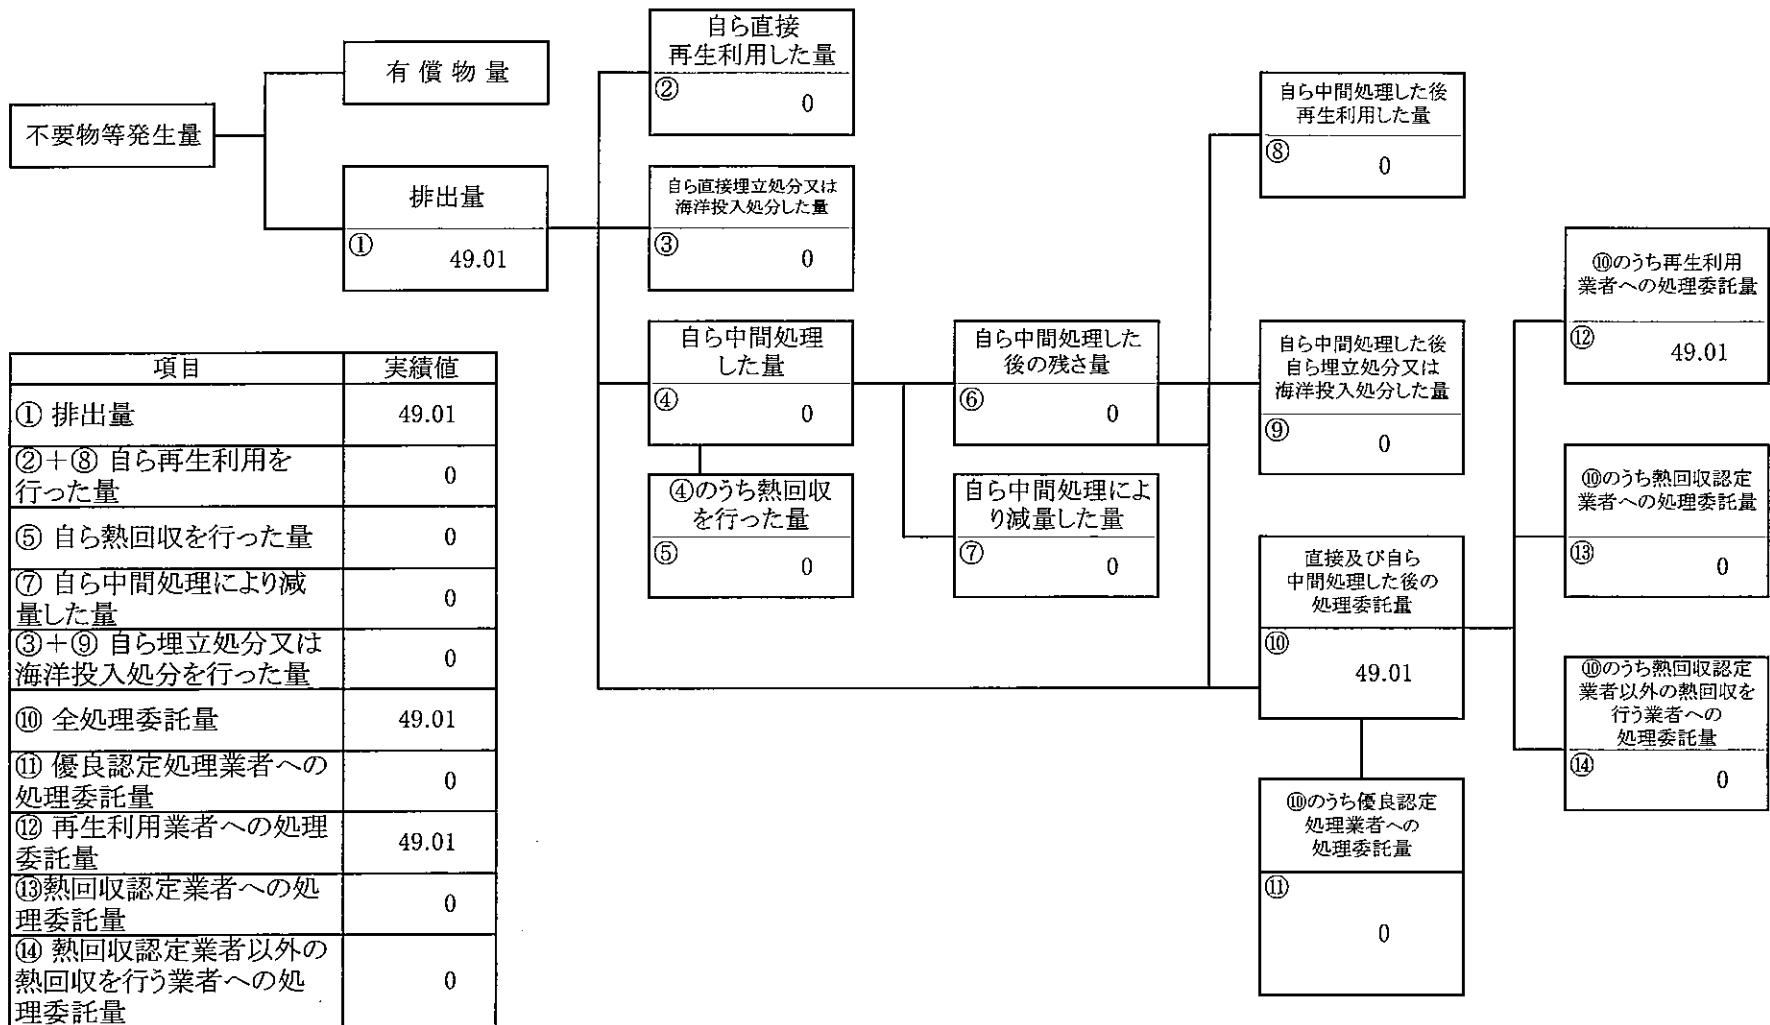 不要物等発生量
有償物量
排出量
①
49.01
自ら直接
再生利用した量
②
0
自ら直接埋立処分又は
海洋投入処分した量
③
0
自ら中間処理
した量
④
0
④のうち熱回収
を行った量
⑤
0
自ら中間処理した
後の残さ量
⑥
0
自ら中間処理によ
り減量した量
⑦
0
自ら中間処理した後
再生利用した量
⑧
0
自ら中間処理した後
自ら埋立処分又は
海洋投入処分した量
⑨
0
直接及び自ら
中間処理した後の
処理委託量
⑩
49.01
⑩のうち優良認定
処理業者への
処理委託量
⑪
0
⑩のうち再生利用
業者への処理委託量
⑫
49.01
⑩のうち熱回収認定
業者への処理委託量
⑬
0
⑩のうち熱回収認定
業者以外の熱回収を
行う業者への
処理委託量
⑭
0
項目 実績値
① 排出量 49.01
②+⑧ 自ら再生利用を
行った量 0
⑤ 自ら熱回収を行った量 0
⑦ 自ら中間処理により減
量した量 0
③+⑨ 自ら埋立処分又は
海洋投入処分を行った量 0
⑩ 全処理委託量 49.01
⑪ 優良認定処理業者への
処理委託量 0
⑫ 再生利用業者への処理
委託量 49.01
⑬熱回収認定業者への処
理委託量 0
⑭ 熱回収認定業者以外の
熱回収を行う業者への処
理委託量 0